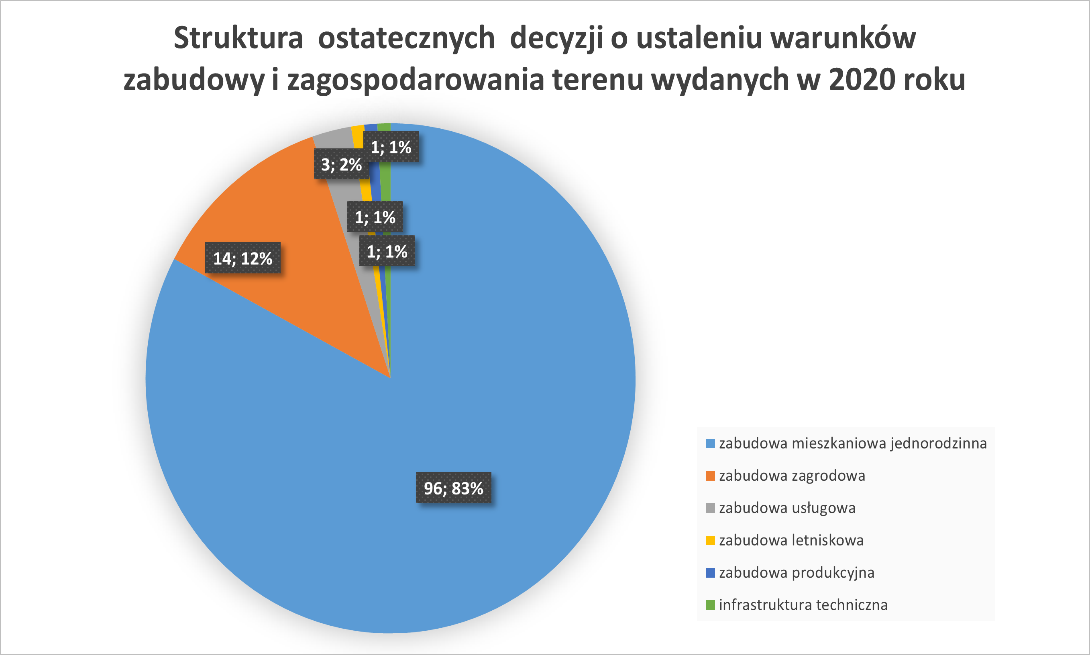 Struktura ostatecznych decyzji o ustaleniu warunków
zabudowy i zagospodarowania terenu wydanych w 2020 roku
1; 1%
3; 2%
1; 1%
1; 1%
14; 12%
96; 83%
zabudowa mieszkaniowa jednorodzinna
zabudowa zagrodowa
zabudowa usługowa
zabudowa letniskowa
zabudowa produkcyjna
infrastruktura techniczna